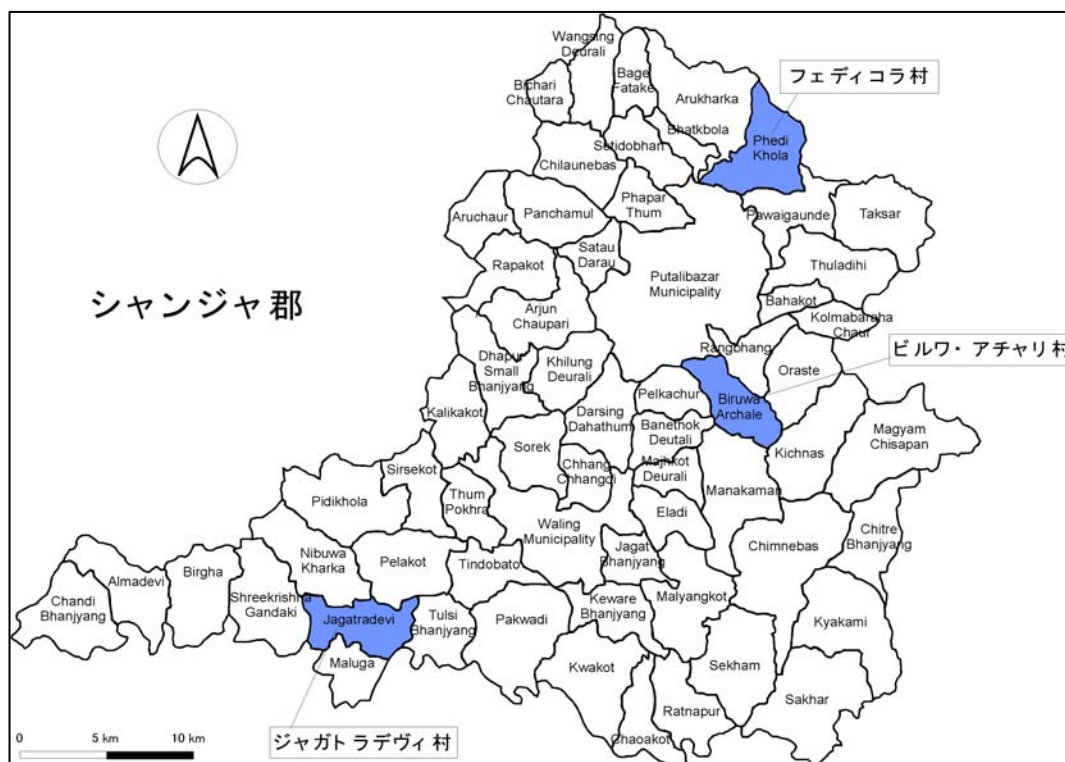 Wangsing
Deurali
Bage
Fatake
フェディコラ村
Bichari
Chautara
Arukharka
Bhatkbola
Phedi
Khola
Setidobhan
Chilaunebas
Phapar
Thum
Aruchaur
Panchamul
Pawaigaunde
Taksar
Satau
Darau
Rapakot
Putalibazar
Municipality
Thuladihi
シャンジャ郡
Bahakot
Arjun
Chaupari
Kolmabaraha
Chaur
ビルワ・アチャリ村
Rangbhang
Dhapur
Small
Bhanjyang
Khilung
Deurali
Oraste
Pelkachur
Biruwa
Archale
Kalikakot
Darsing
Dahathum
Banethok
Deutali
Magyam
Chisapan
Sorek
Kichnas
Sirsekot
Chhang
Chhangdi
Majhkot
Deurali
Manakaman
Pidikhola
Thum
Pokhra
Eladi
Waling
Municipality
Chitre
Bhanjyang
Chimnebas
Nibuwa
Kharka
Pelakot
Tindobato
Jagat
Bhanjyang
Birgha
Almadevi
Chandi
Bhanjyang
Shreekrishna
Gandaki
Jagatradevi
Tulsi
Bhanjyang
Pakwadi
Keware
Bhanjyang
Malyangkot
Kyakami
Maluga
Kwakot
Sekham
Sakhar
Ratnapur
Chaoakot
ジャガトラデヴィ村
0 5 km 10 km